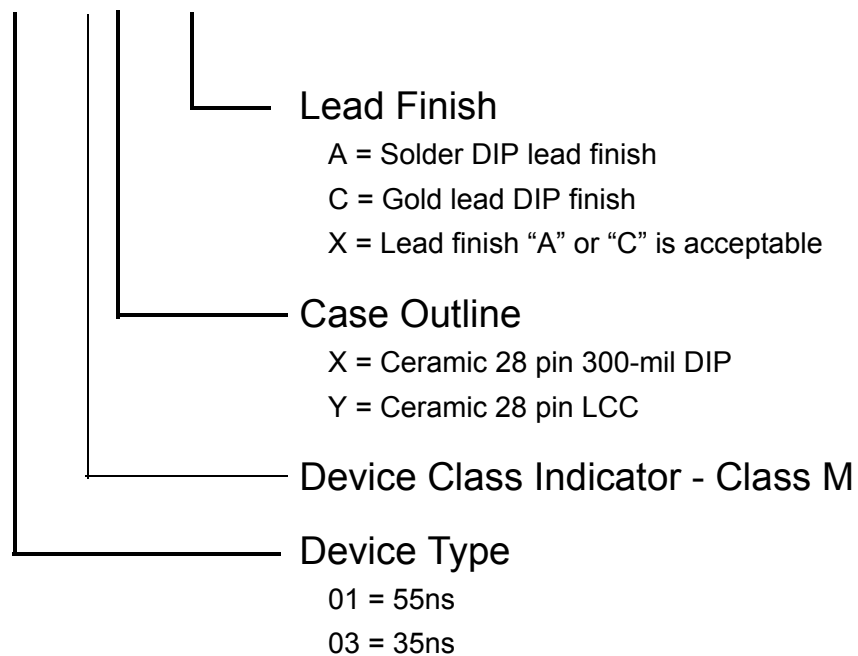 Lead Finish
A = Solder DIP lead finish
C = Gold lead DIP finish
X = Lead finish “A” or “C” is acceptable
Case Outline
X = Ceramic 28 pin 300-mil DIP
Y = Ceramic 28 pin LCC
Device Class Indicator - Class M
Device Type
01 = 55ns
03 = 35ns